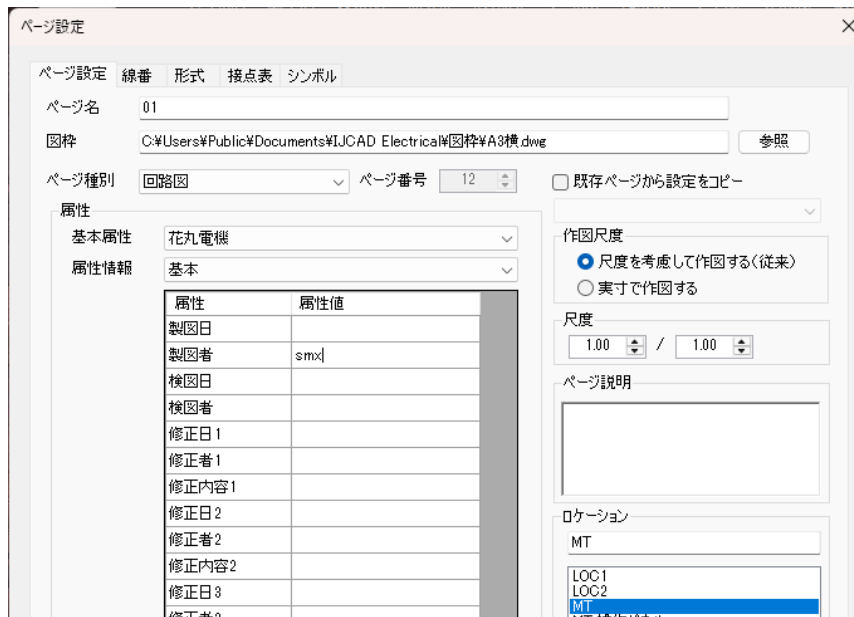 ページ設定
ページ設定 線番 形式 接点表 シンボル
ページ名 01
図枠 C:¥Users¥Public¥Documents¥IJCAD Electrical¥図枠¥A3横.dwg 参照
ページ種別 回路図 ページ番号 12 既存ページから設定をコピー
属性
基本属性 花丸電機
属性情報 基本
属性 属性値
製図日
製図者 smx
検図日
検図者
修正日1
修正者1
修正内容1
修正日2
修正者2
修正内容2
修正日3
作図尺度
尺度を考慮して作図する(従来)
実寸で作図する
尺度
1.00 / 1.00
ページ説明
ロケーション
MT
LOC1
LOC2
MT